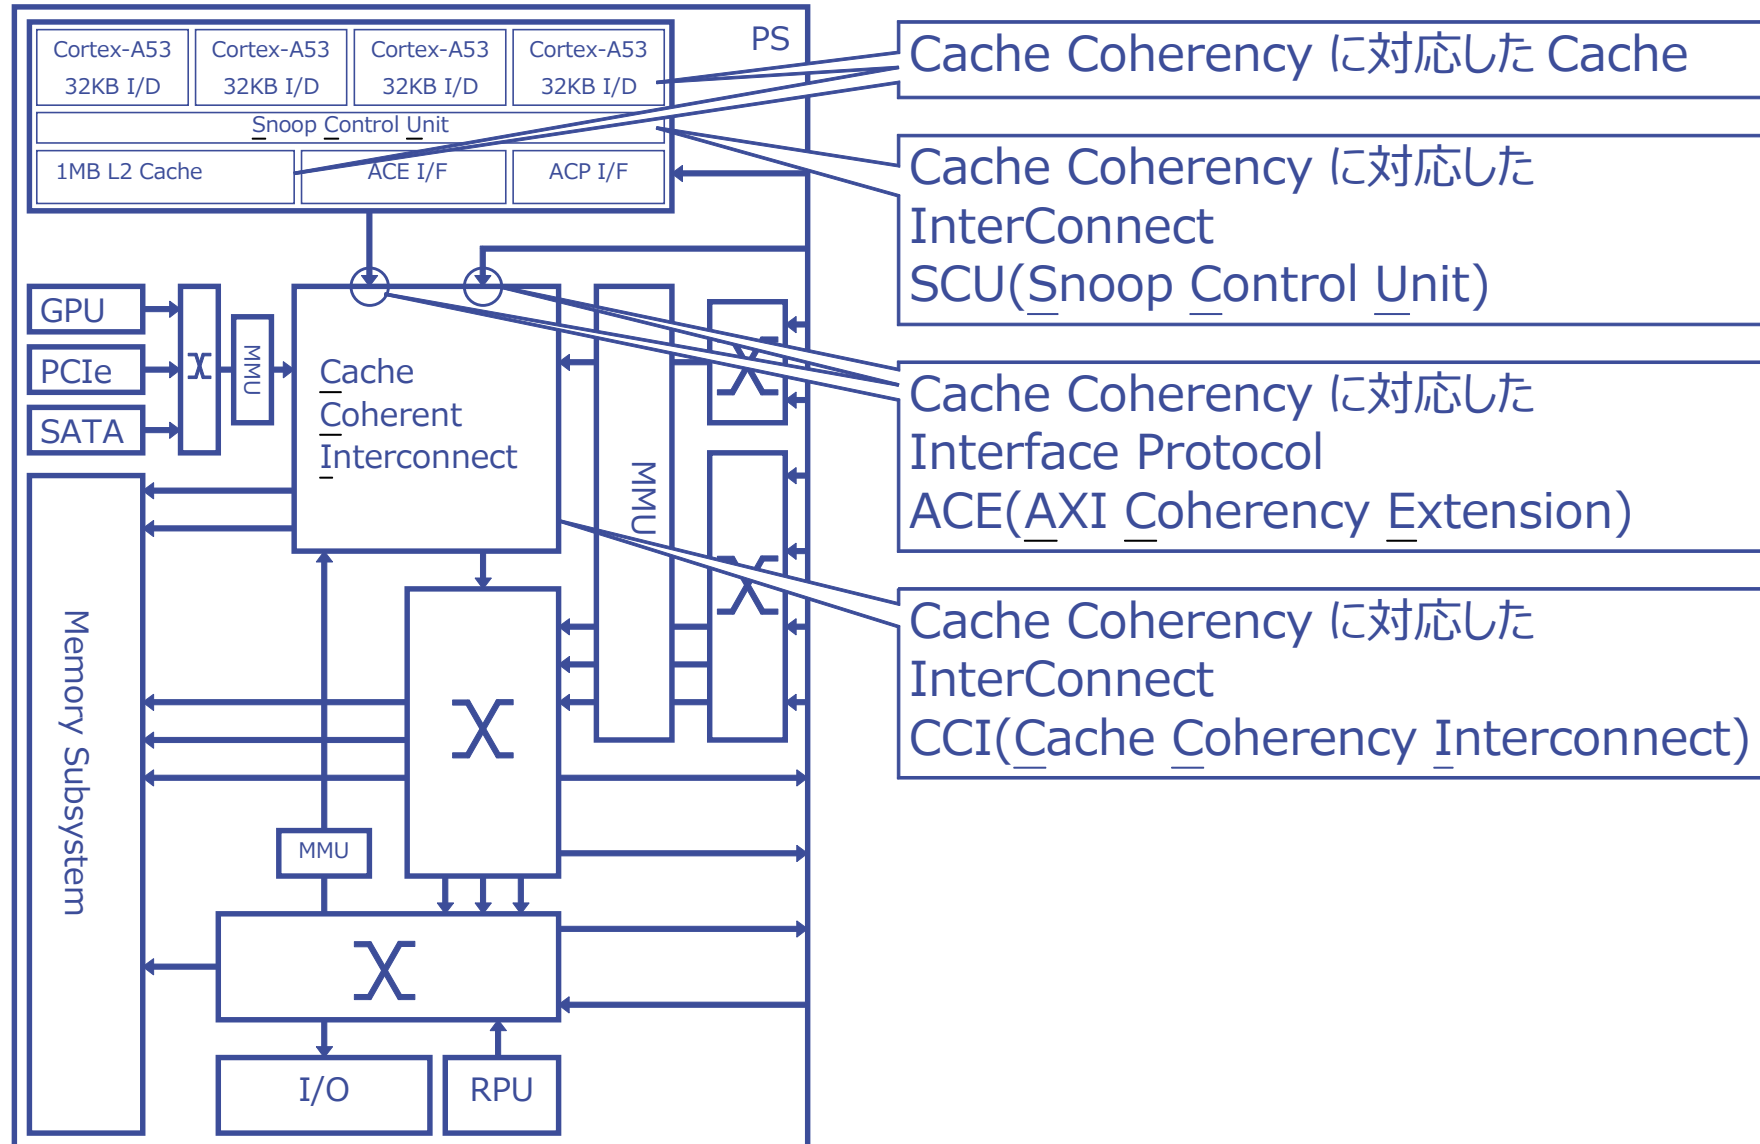 PS
Cortex-A53
32KB I/D
Cortex-A53
32KB I/D
Cortex-A53
32KB I/D
Cortex-A53
32KB I/D
Snoop Control Unit
1MB L2 Cache
ACE I/F
ACP I/F
GPU
PCIe
SATA
MMU
Cache
Coherent
Interconnect
MMU
Memory Subsystem
MMU
I/O
RPU
Cache Coherency に対応した Cache
Cache Coherency に対応した
InterConnect
SCU(Snoop Control Unit)
Cache Coherency に対応した
Interface Protocol
ACE(AXI Coherency Extension)
Cache Coherency に対応した
InterConnect
CCI(Cache Coherency Interconnect)